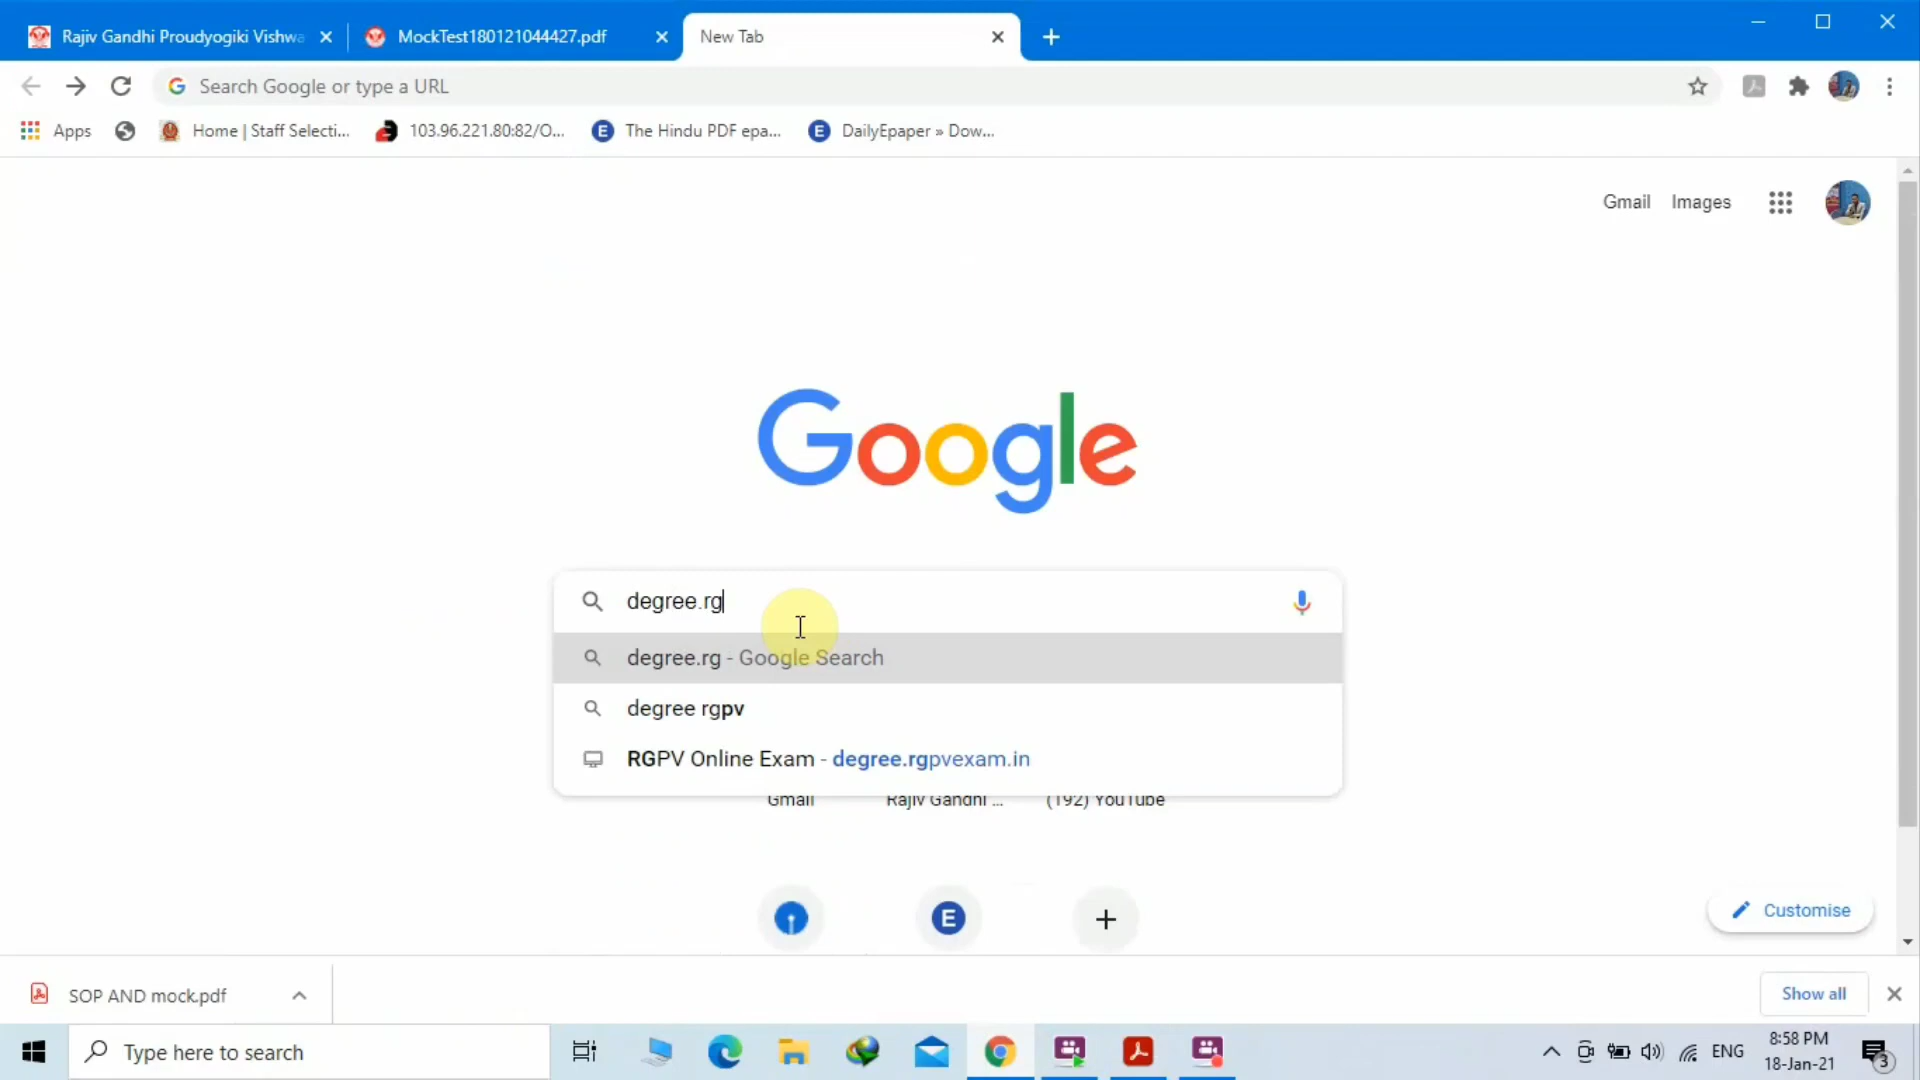 Rajiv Gandhi Proudyogiki Vishwa
MockTest180121044427.pdf
New Tab
Search Google or type a URL
Apps
Home | Staff Selecti...
103.96.221.80:82/O...
E
The Hindu PDF epa...
E
DailyEpaper » Dow...
Gmail
Images
Google
degree.rg
degree.rg - Google Search
degree rgpv
RGPV Online Exam - degree.rgpvexam.in
Gmail
Rajiv Gandhi ...
(192) YouTube
E
Customise
SOP AND mock.pdf
Show all
Type here to search
ENG
8:58 PM
18-Jan-21
3